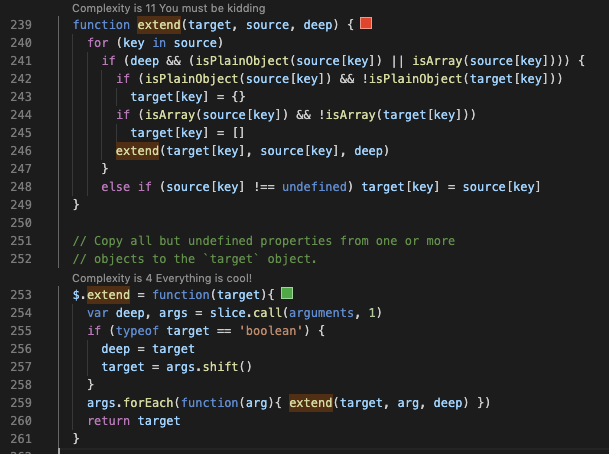 Complexity is 11 You must be kidding
239 function extend(target, source, deep) {
240 for (key in source)
241 if (deep && (isPlainObject(source[key]) || isArray(source[key]))) {
242 if (isPlainObject(source[key]) && !isPlainObject(target[key]))
243 target[key] = {}
244 if (isArray(source[key]) && !isArray(target[key]))
245 target[key] = []
246 extend(target[key], source[key], deep)
247 }
248 else if (source[key] !== undefined) target[key] = source[key]
249 }
250
251 // Copy all but undefined properties from one or more
252 // objects to the `target` object.
Complexity is 4 Everything is cool!
253 $.extend = function(target){
254 var deep, args = slice.call(arguments, 1)
255 if (typeof target == 'boolean') {
256 deep = target
257 target = args.shift()
258 }
259 args.forEach(function(arg){ extend(target, arg, deep) })
260 return target
261 }